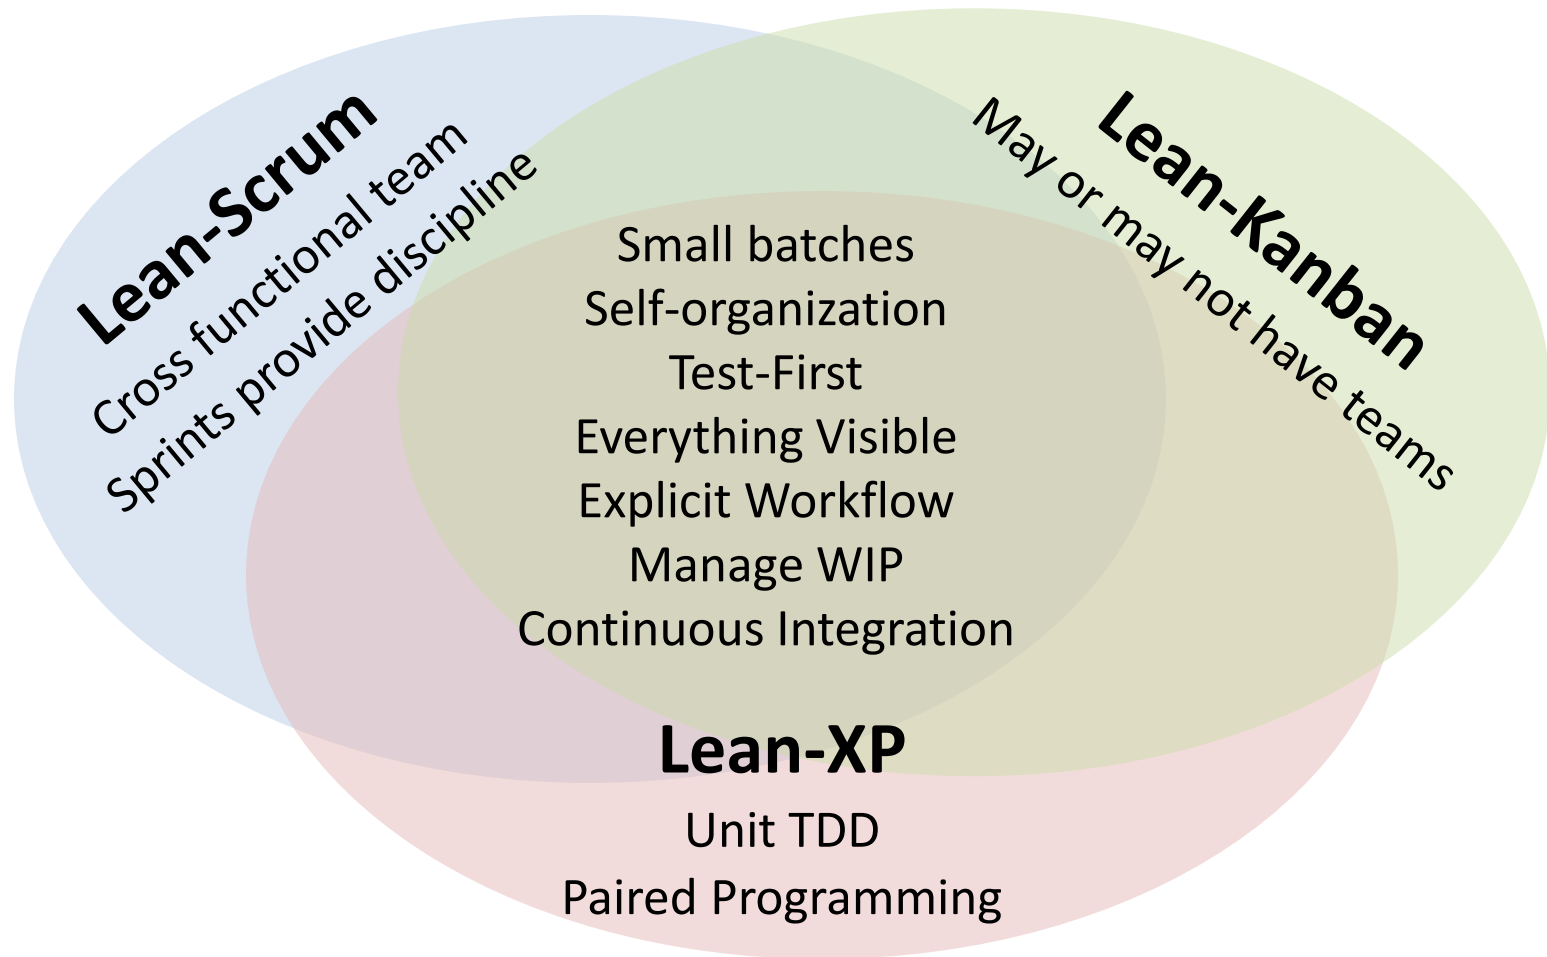 Lean-Scrum
Cross functional team
Sprints provide discipline
Lean-Kanban
May or may not have teams
Small batches
Self-organization
Test-First
Everything Visible
Explicit Workflow
Manage WIP
Continuous Integration
Lean-XP
Unit TDD
Paired Programming